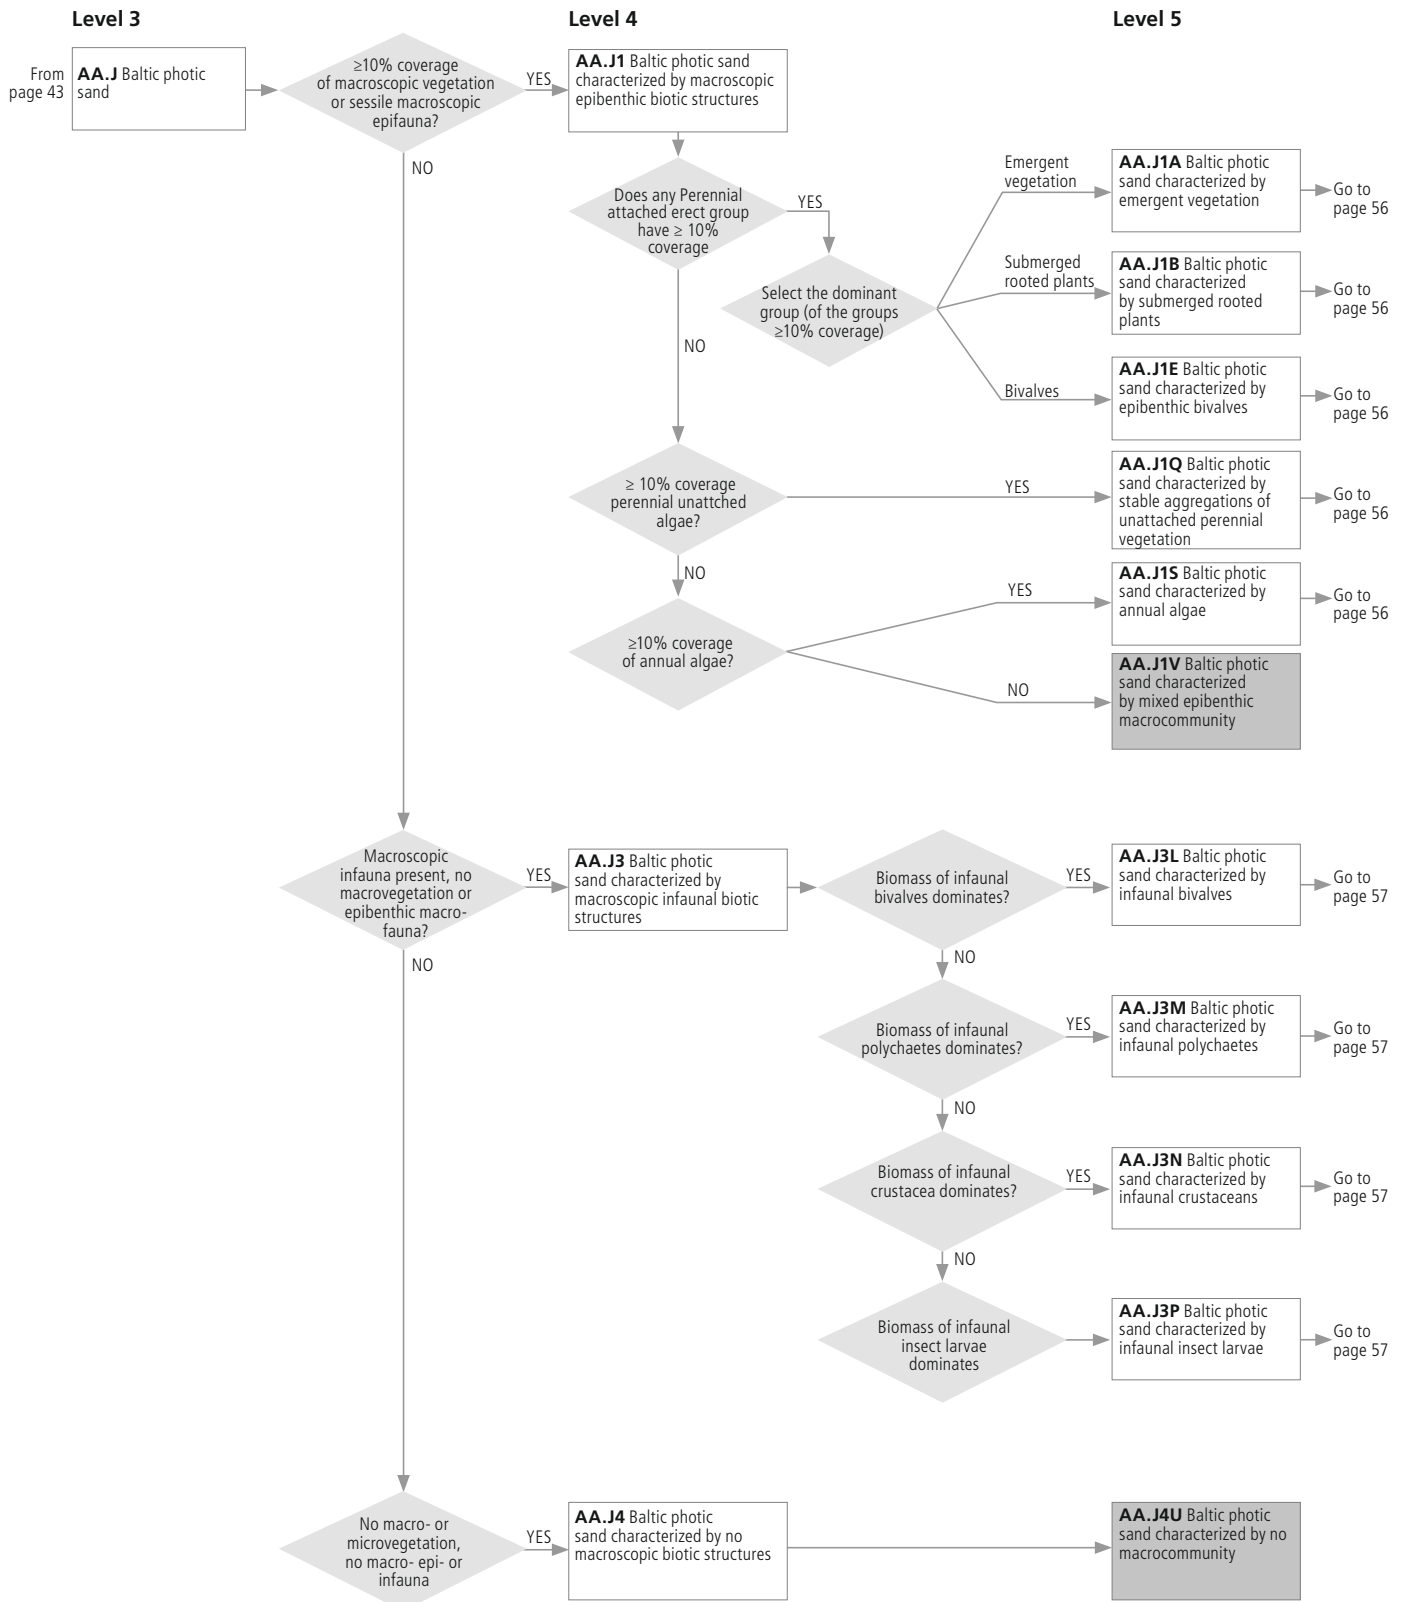 Level 3
Level 4
Level 5
From
page 43
AA.J Baltic photic
sand
≥10% coverage
of macroscopic vegetation
or sessile macroscopic
epifauna?
YES
AA.J1 Baltic photic sand
characterized by macroscopic
epibenthic biotic structures
NO
Does any Perennial
attached erect group
have ≥ 10%
coverage
YES
Select the dominant
group (of the groups
≥10% coverage)
Emergent
vegetation
AA.J1A Baltic photic
sand characterized by
emergent vegetation
Go to
page 56
Submerged
rooted plants
AA.J1B Baltic photic
sand characterized
by submerged rooted
plants
Go to
page 56
Bivalves
AA.J1E Baltic photic
sand characterized by
epibenthic bivalves
Go to
page 56
NO
≥ 10% coverage
perennial unattched
algae?
YES
AA.J1Q Baltic photic
sand characterized by
stable aggregations of
unattached perennial
vegetation
Go to
page 56
NO
≥10% coverage
of annual algae?
YES
AA.J1S Baltic photic
sand characterized by
annual algae
Go to
page 56
NO
AA.J1V Baltic photic
sand characterized
by mixed epibenthic
macrocommunity
Macroscopic
infauna present, no
macrovegetation or
epibenthic macro-
fauna?
YES
AA.J3 Baltic photic
sand characterized by
macroscopic infaunal biotic
structures
Biomass of infaunal
bivalves dominates?
YES
AA.J3L Baltic photic
sand characterized by
infaunal bivalves
Go to
page 57
NO
NO
Biomass of infaunal
polychaetes dominates?
YES
AA.J3M Baltic photic
sand characterized by
infaunal polychaetes
Go to
page 57
NO
Biomass of infaunal
crustacea dominates?
YES
AA.J3N Baltic photic
sand characterized by
infaunal crustaceans
Go to
page 57
NO
Biomass of infaunal
insect larvae
dominates
AA.J3P Baltic photic
sand characterized by
infaunal insect larvae
Go to
page 57
No macro- or
microvegetation,
no macro- epi- or
infauna
YES
AA.J4 Baltic photic
sand characterized by no
macroscopic biotic structures
AA.J4U Baltic photic
sand characterized by no
macrocommunity